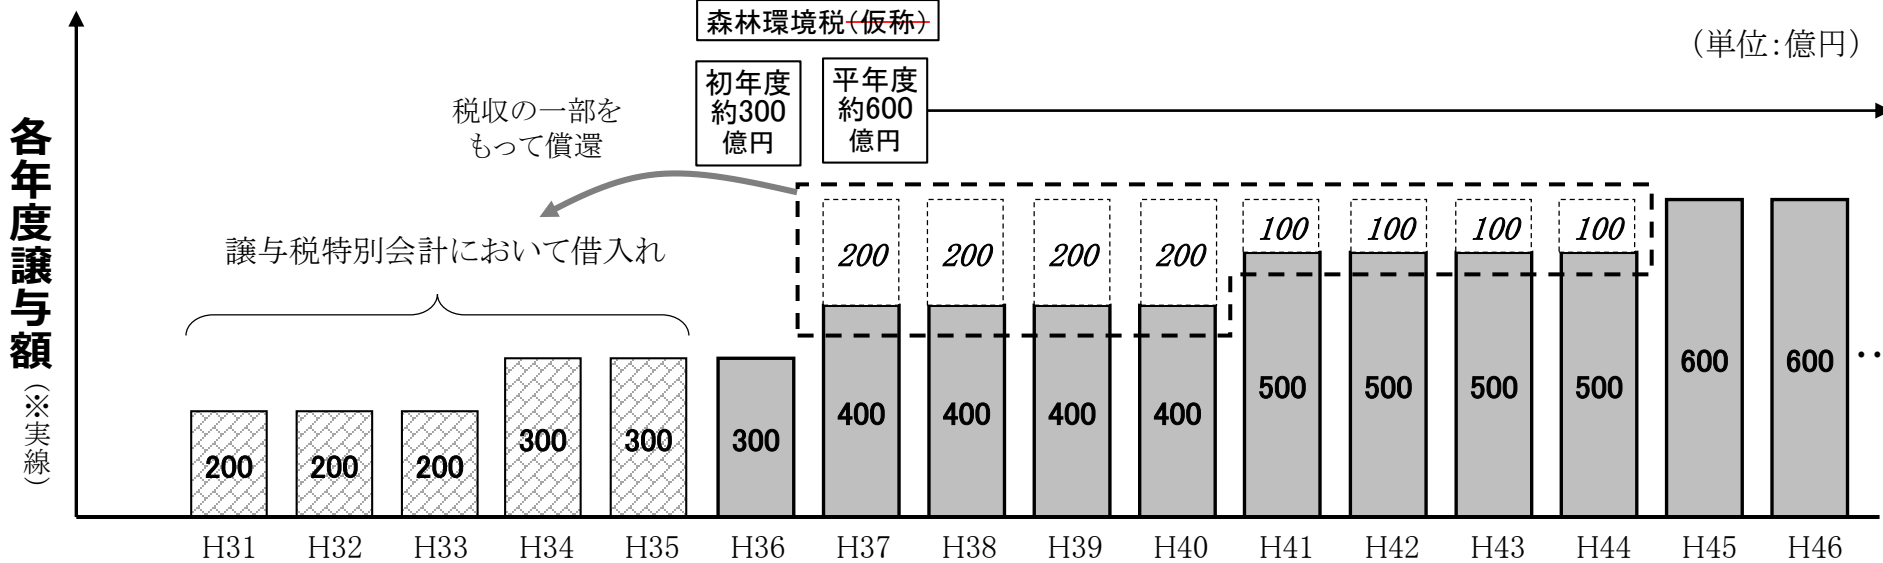 森林環境税(仮称)
(単位:億円)
初年度
約300
億円
平年度
約600
億円
税収の一部を
もって償還
各年度譲与額(※実線)
譲与税特別会計において借入れ
200 200 200 200 100 100 100 100
200 200 200 300 300 300 400 400 400 400 500 500 500 500 600 600 ‥
H31 H32 H33 H34 H35 H36 H37 H38 H39 H40 H41 H42 H43 H44 H45 H46